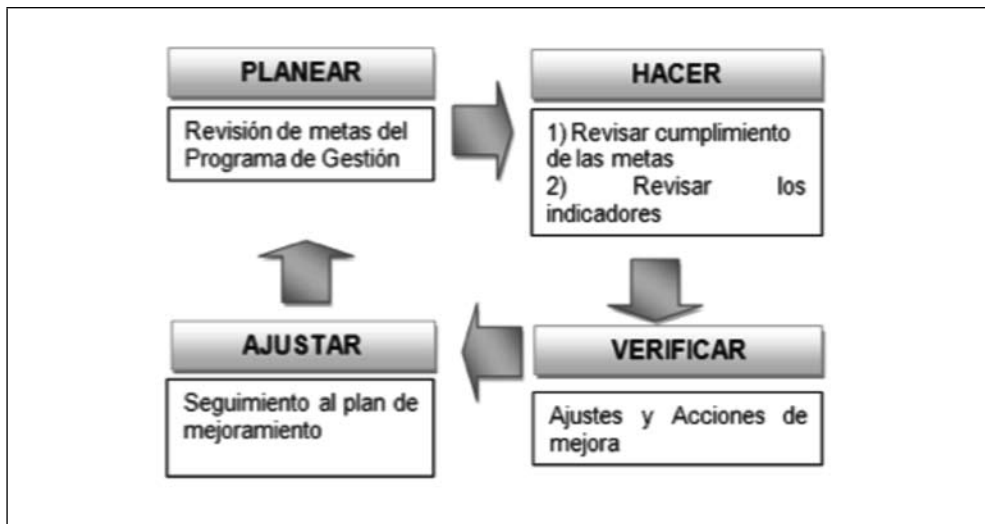 PLANEAR
Revisión de metas del
Programa de Gestión
HACER
1) Revisar cumplimiento
de las metas
2) Revisar los
indicadores
VERIFICAR
Ajustes y Acciones de
mejora
AJUSTAR
Seguimiento al plan de
mejoramiento